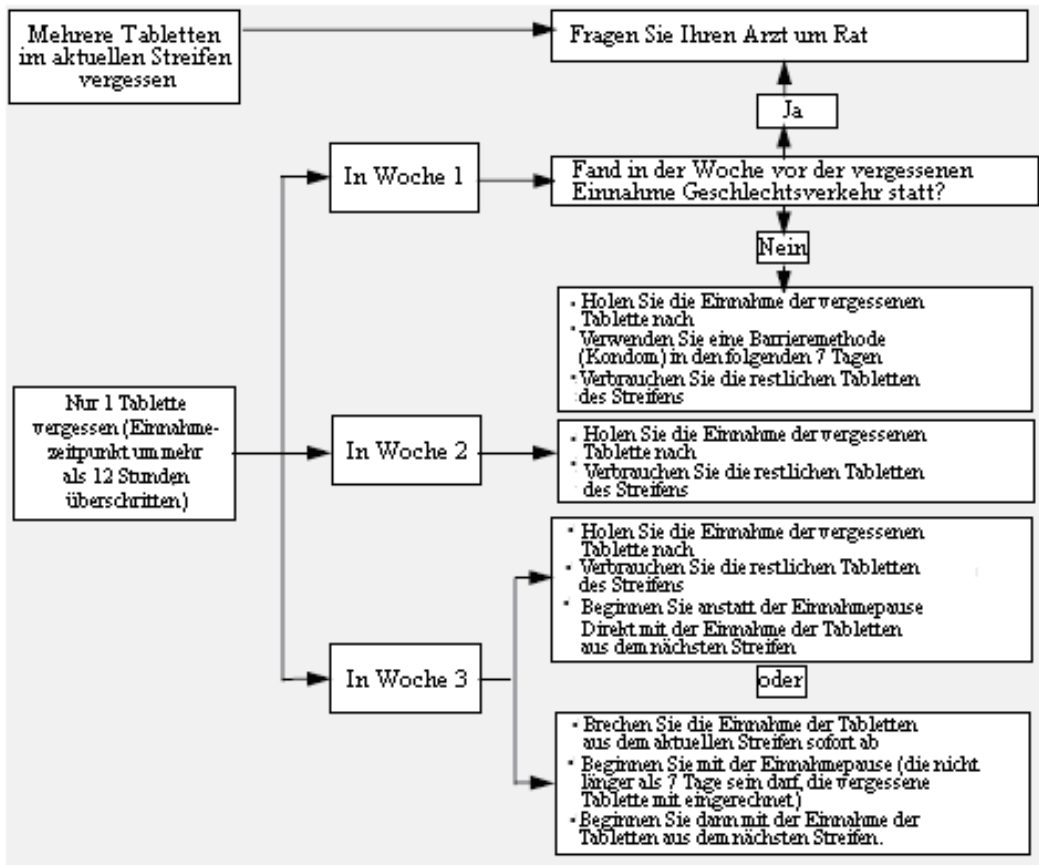 Mehrere Tabletten
im aktuellen Streifen
vergessen
Fragen Sie Ihren Arzt um Rat
Ja
In Woche 1
Fand in der Woche vor der vergessenen
Einnahme Geschlechtsverkehr statt?
Nein
• Holen Sie die Einnahme der vergessenen
Tablette nach
• Verwenden Sie eine Barrieremethode
(Kondom) in den folgenden 7 Tagen
• Verbrauchen Sie die restlichen Tabletten
des Streifens
Nur 1 Tablette
vergessen (Einnahme-
zeitpunkt um mehr
als 12 Stunden
überschritten)
In Woche 2
• Holen Sie die Einnahme der vergessenen
Tablette nach
• Verbrauchen Sie die restlichen Tabletten
des Streifens
In Woche 3
• Holen Sie die Einnahme der vergessenen
Tablette nach
• Verbrauchen Sie die restlichen Tabletten
des Streifens
• Beginnen Sie anstatt der Einnahmepause
Direkt mit der Einnahme der Tabletten
aus dem nächsten Streifen
oder
• Brechen Sie die Einnahme der Tabletten
aus dem aktuellen Streifen sofort ab
• Beginnen Sie mit der Einnahmepause (die nicht
länger als 7 Tage sein darf, die vergessene
Tablette mit eingerechnet)
• Beginnen Sie dann mit der Einnahme der
Tabletten aus dem nächsten Streifen.